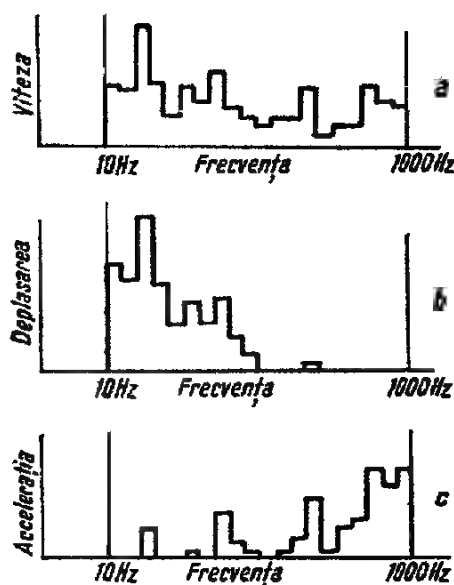 Viteza
a
10Hz Frecvența 1000Hz
Deplasarea
b
10Hz Frecvența 1000Hz
Accelerația
c
10Hz Frecvența 1000Hz